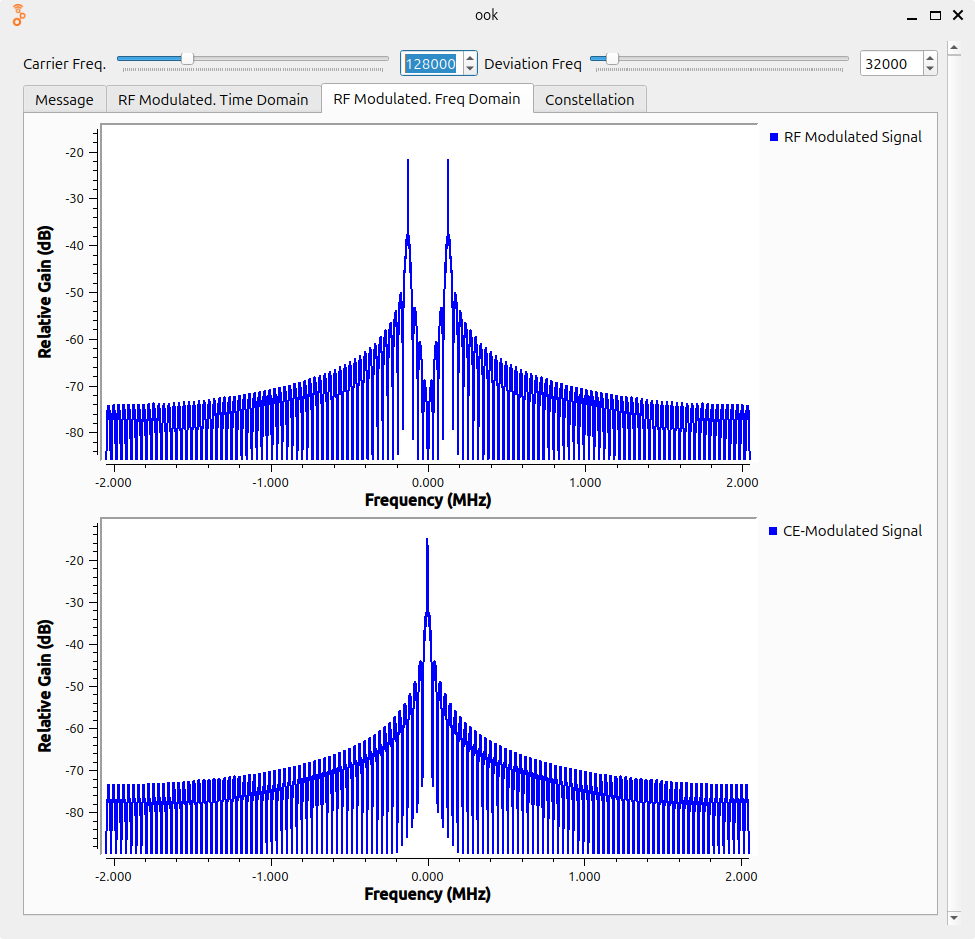 ook
Carrier Freq. 128000 Deviation Freq 32000
Message RF Modulated. Time Domain RF Modulated. Freq Domain Constellation
RF Modulated Signal
Relative Gain (dB)
-20
-30
-40
-50
-60
-70
-80
-2.000 -1.000 0.000 1.000 2.000
Frequency (MHz)
CE-Modulated Signal
Relative Gain (dB)
-20
-30
-40
-50
-60
-70
-80
-2.000 -1.000 0.000 1.000 2.000
Frequency (MHz)